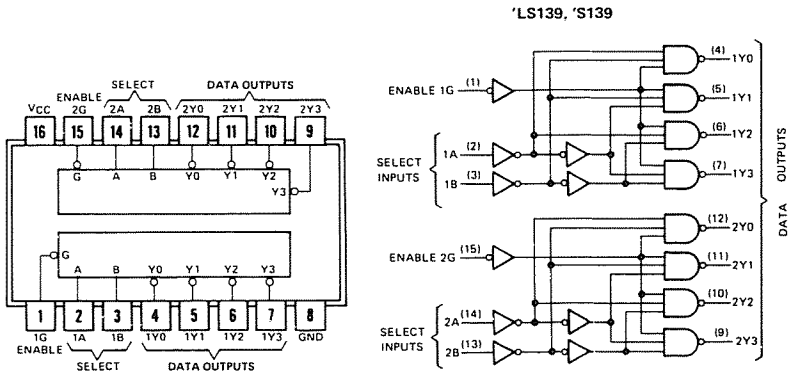 'LS139, 'S139
ENABLE
SELECT
DATA OUTPUTS
VCC 2G 2A 2B 2Y0 2Y1 2Y2 2Y3
16 15 14 13 12 11 10 9
G A B Y0 Y1 Y2
Y3
G
A B Y0 Y1 Y2 Y3
1 2 3 4 5 6 7 8
1G 1A 1B 1Y0 1Y1 1Y2 1Y3 GND
ENABLE
SELECT
DATA OUTPUTS
(4) 1Y0
ENABLE 1G (1)
(5) 1Y1
(6) 1Y2
SELECT INPUTS
1A (2)
1B (3)
(7) 1Y3
(12) 2Y0
ENABLE 2G (15)
(11) 2Y1
(10) 2Y2
SELECT INPUTS
2A (14)
2B (13)
(9) 2Y3
DATA OUTPUTS